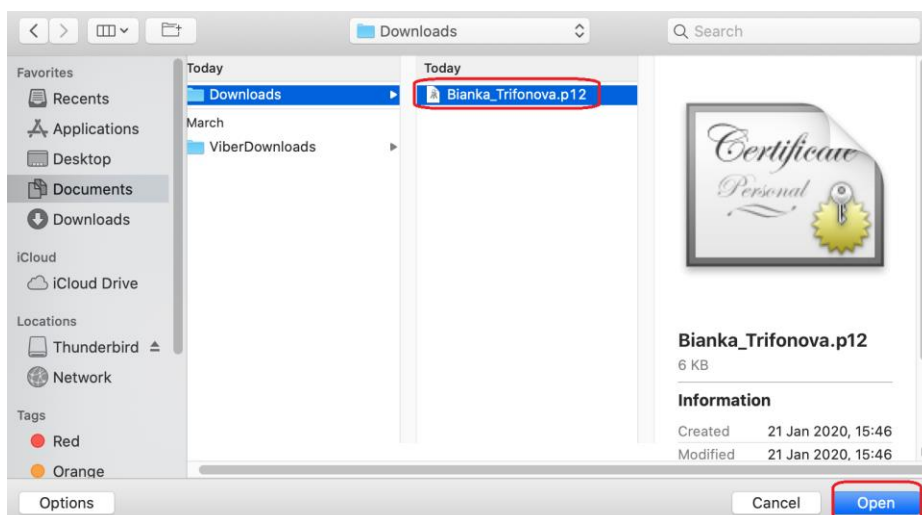 Downloads
Search
Favorites
Recents
Applications
Desktop
Documents
Downloads
iCloud
iCloud Drive
Locations
Thunderbird
Network
Tags
Red
Orange
Today
Downloads
March
ViberDownloads
Today
Bianka_Trifonova.p12
Certificate
Personal
Bianka_Trifonova.p12
6 KB
Information
Created 21 Jan 2020, 15:46
Modified 21 Jan 2020, 15:46
Options
Cancel
Open